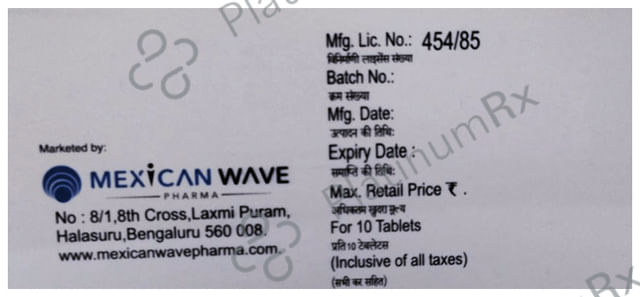 Marketed by:
MEXICAN WAVE
PHARMA
No : 8/1,8th Cross,Laxmi Puram,
Halasuru,Bengaluru 560 008.
www.mexicanwavepharma.com.
Mfg. Lic. No.: 454/85
विनिर्माणी लाइसेंस संख्या
Batch No.:
क्रम संख्या
Mfg. Date:
उत्पादन की तिथि:
Expiry Date :
समाप्ति की तिथि:
Max. Retail Price ₹ .
अधिकतम खुदरा मूल्य
For 10 Tablets
प्रति 10 टेबलेटस
(Inclusive of all taxes)
(सभी कर सहित)
PlatinumRx